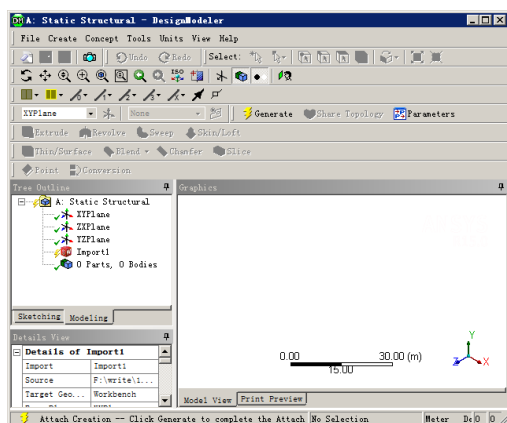 A: Static Structural - DesignModeler
File Create Concept Tools Units View Help
Undo Redo Select:
ISO
XYPlane None Generate Share Topology Parameters
Extrude Revolve Sweep Skin/Loft
Thin/Surface Blend Chamfer Slice
Point Conversion
Tree Outline
A: Static Structural
XYPlane
ZXPlane
YZPlane
Import1
0 Parts, 0 Bodies
Sketching Modeling
Details View
Details of Import1
Import Import1
Source F:\write\1...
Target Geo... Workbench
Graphics
0.00 30.00 (m)
15.00
Y
Z X
Model View Print Preview
Attach Creation -- Click Generate to complete the Attach No Selection Meter De 0 0